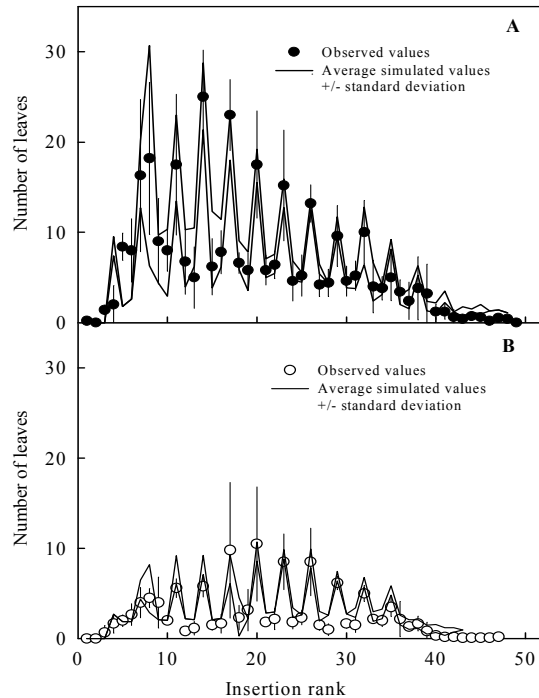 A
Observed values
Average simulated values
+/- standard deviation
Number of leaves
30
20
10
0
B
Observed values
Average simulated values
+/- standard deviation
Number of leaves
30
20
10
0
0 10 20 30 40 50
Insertion rank